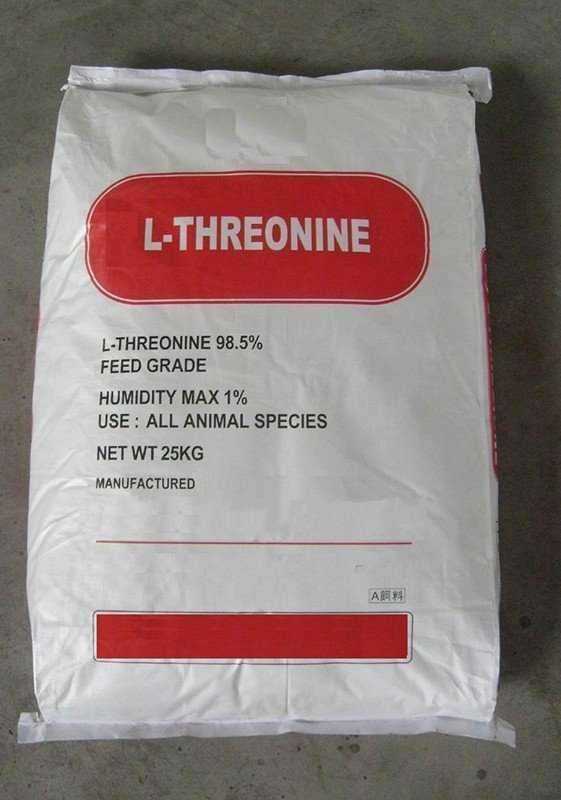 L-THREONINE
L-THREONINE 98.5%
FEED GRADE
HUMIDITY MAX 1%
USE : ALL ANIMAL SPECIES
NET WT 25KG
MANUFACTURED
A飼料